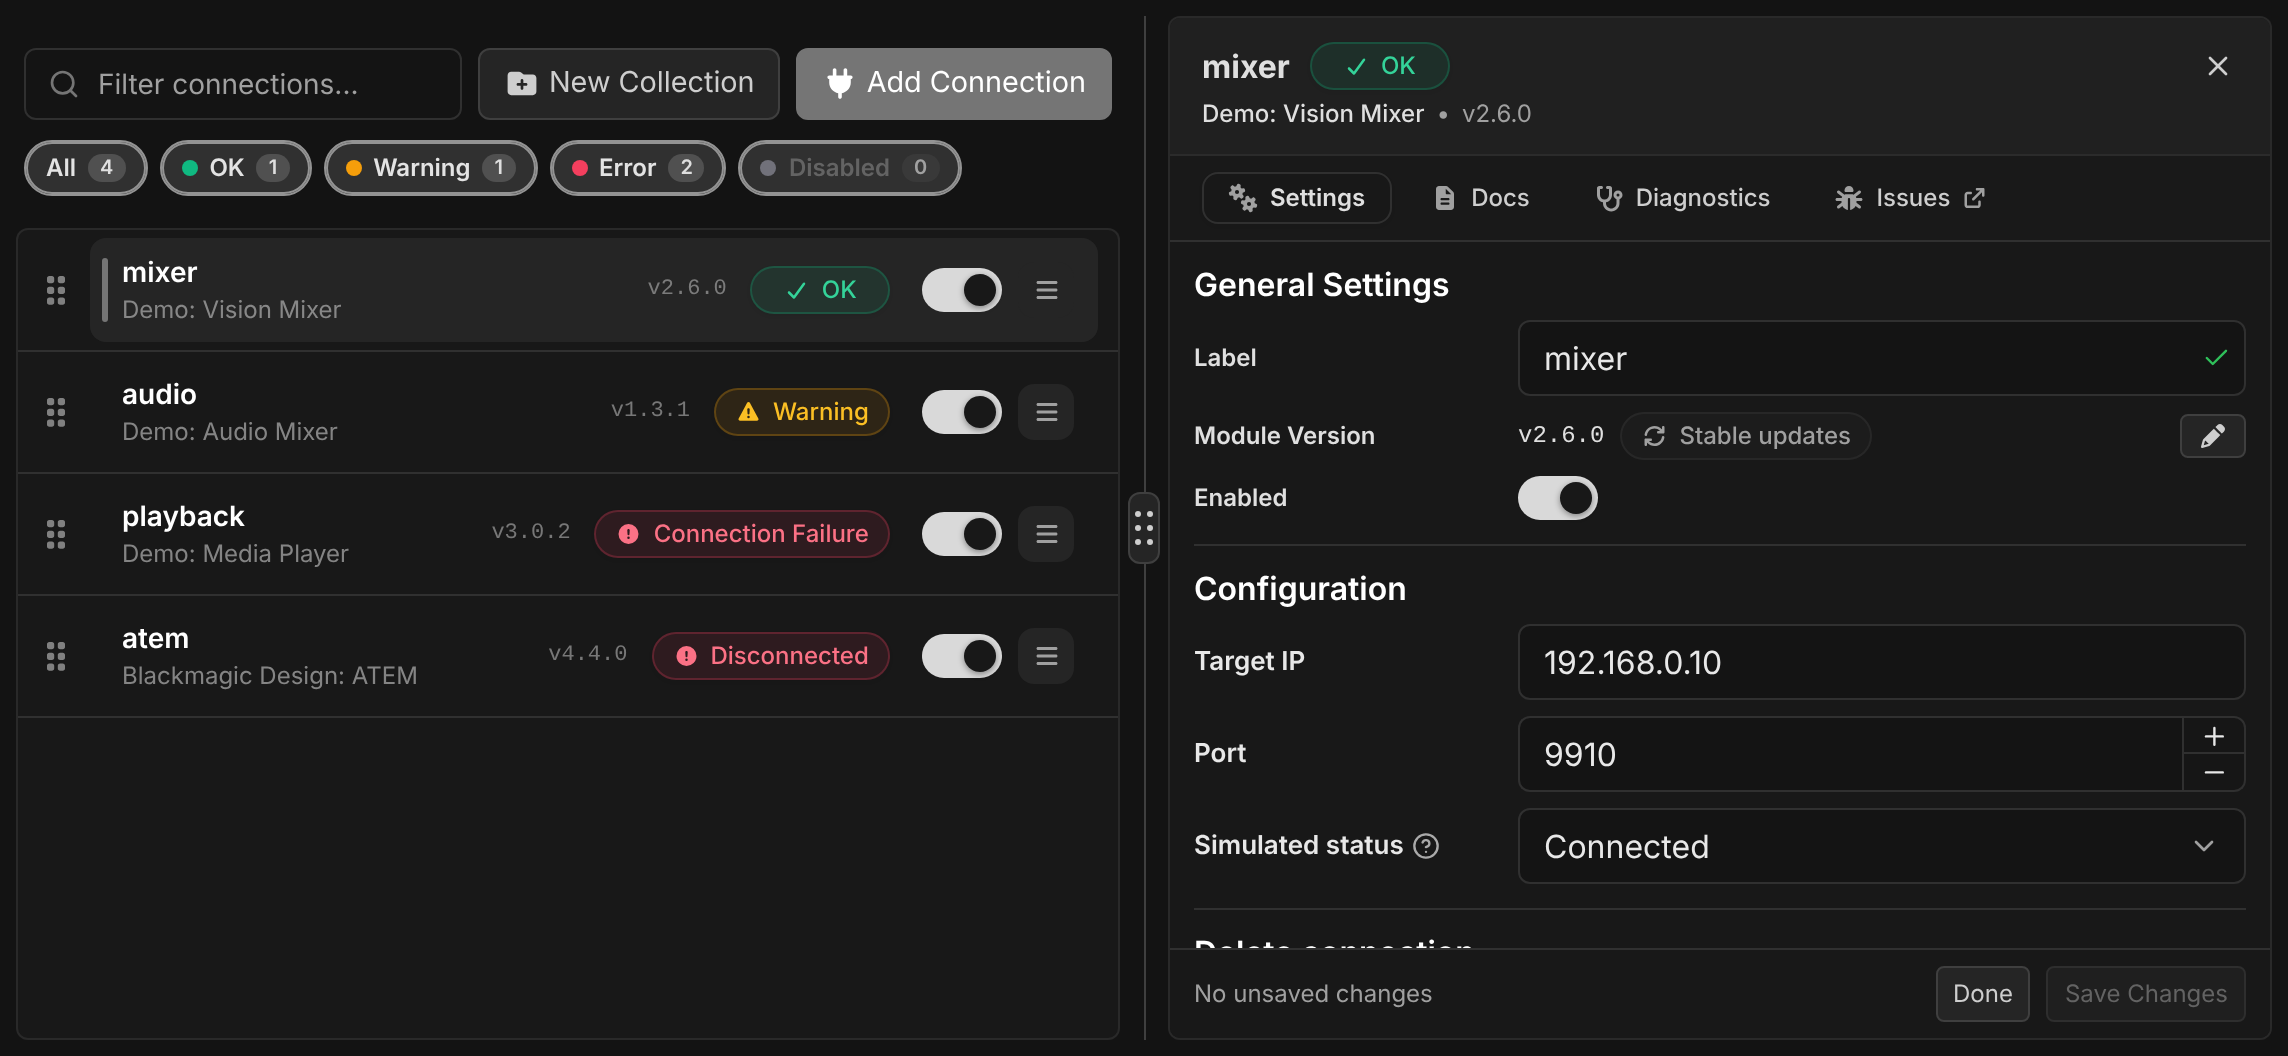 Filter connections...
New Collection
Add Connection
All 4
OK 1
Warning 1
Error 2
Disabled 0
mixer
Demo: Vision Mixer
v2.6.0
OK
audio
Demo: Audio Mixer
v1.3.1
Warning
playback
Demo: Media Player
v3.0.2
Connection Failure
atem
Blackmagic Design: ATEM
v4.4.0
Disconnected
mixer OK
Demo: Vision Mixer • v2.6.0
Settings
Docs
Diagnostics
Issues
General Settings
Label
mixer
Module Version
v2.6.0
Stable updates
Enabled
Configuration
Target IP
192.168.0.10
Port
9910
Simulated status
Connected
Delete connection
No unsaved changes
Done
Save Changes